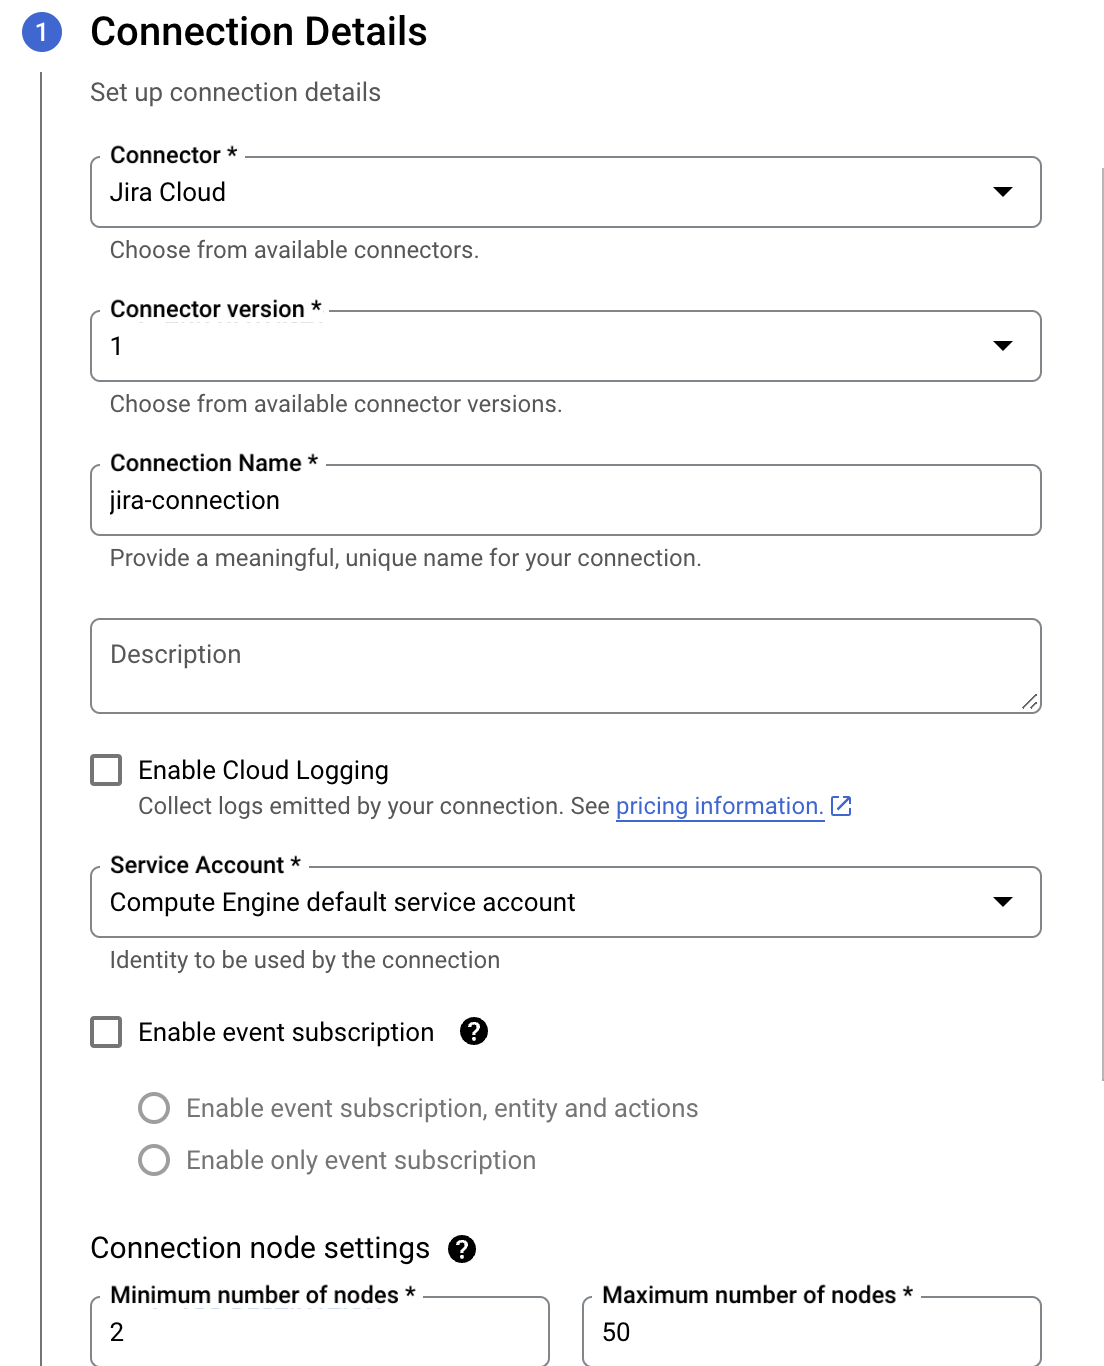 1 Connection Details
Set up connection details
Connector *
Jira Cloud
Choose from available connectors.
Connector version *
1
Choose from available connector versions.
Connection Name *
jira-connection
Provide a meaningful, unique name for your connection.
Description
Enable Cloud Logging
Collect logs emitted by your connection. See pricing information.
Service Account *
Compute Engine default service account
Identity to be used by the connection
Enable event subscription ?
Enable event subscription, entity and actions
Enable only event subscription
Connection node settings ?
Minimum number of nodes * Maximum number of nodes *
2 50